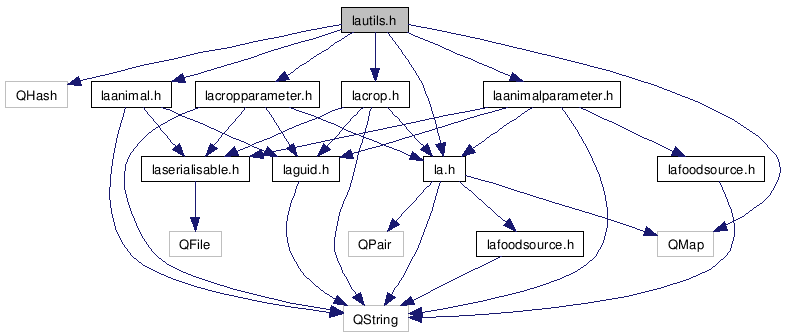 lautils.h
QHash
laanimal.h
lacropparameter.h
lacrop.h
laanimalparameter.h
laserialisable.h
laguid.h
la.h
lafoodsource.h
QFile
QPair
lafoodsource.h
QMap
QString